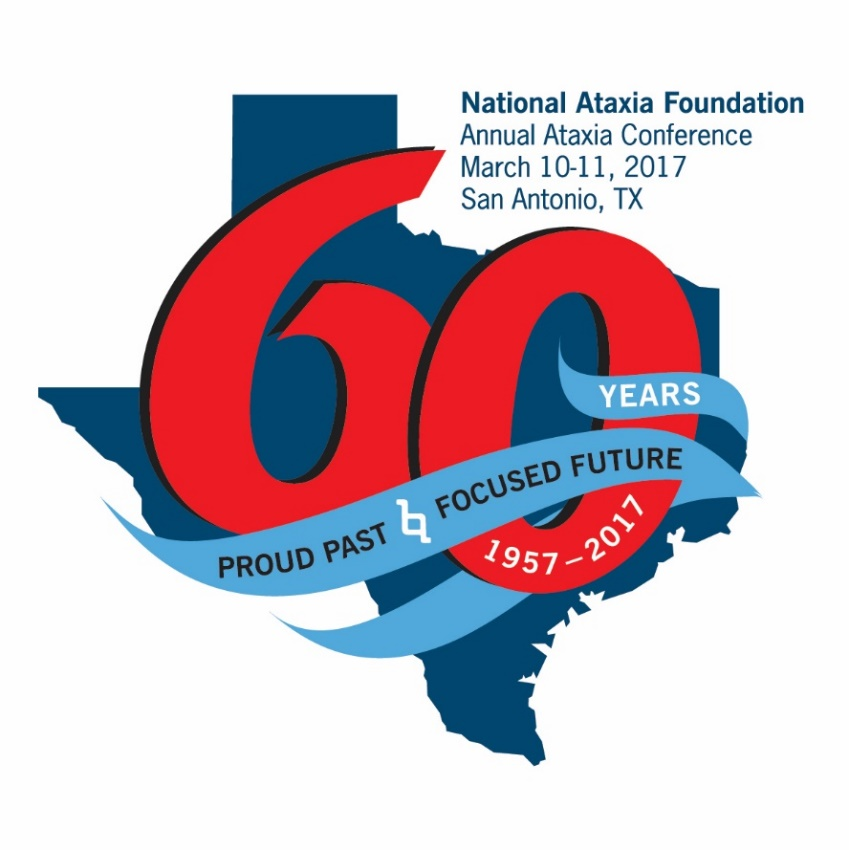 National Ataxia Foundation
Annual Ataxia Conference
March 10-11, 2017
San Antonio, TX
60
YEARS
PROUD PAST FOCUSED FUTURE
1957–2017